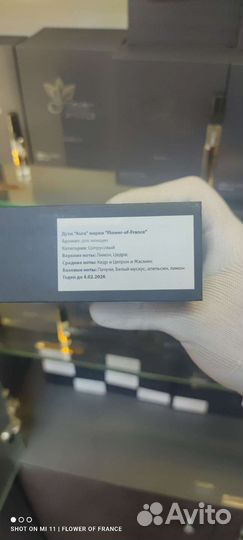 Духи "Aura" марки "Flower-of-France"
Аромат: для женщин
Категория: Цитрусовый
Верхние ноты: Лимон, Цедра;
Средние ноты: Кедр и Цитрон и Жасмин;
Базовые ноты: Пачули, Белый мускус, апельсин, лимон
Годен до 6.02.2026
SHOT ON MI 11 | FLOWER OF FRANCE
Avito